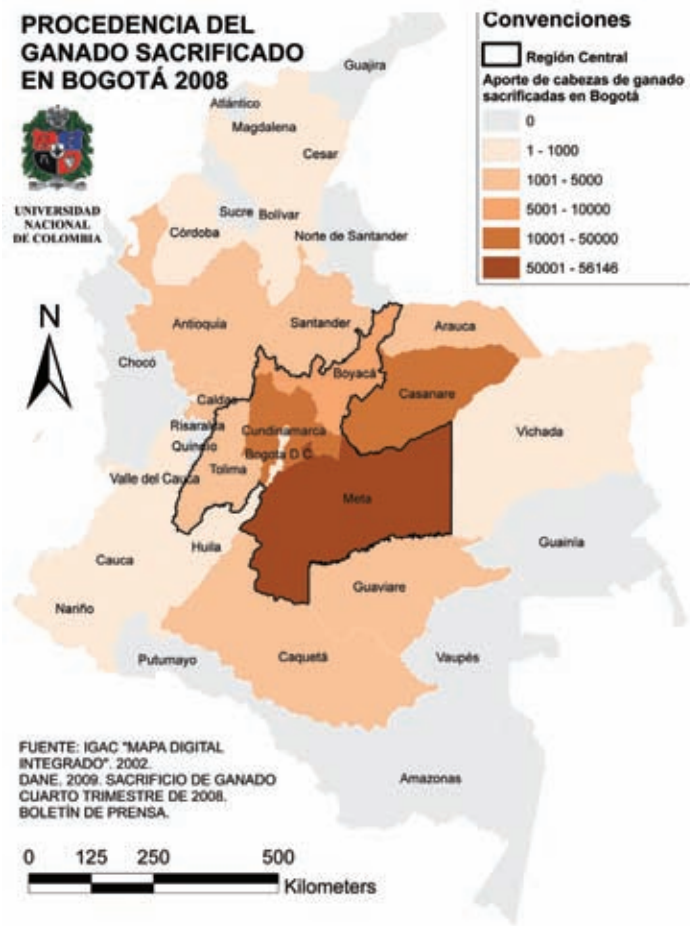 PROCEDENCIA DEL
GANADO SACRIFICADO
EN BOGOTÁ 2008
UNIVERSIDAD
NACIONAL
DE COLOMBIA
Convenciones
Región Central
Aporte de cabezas de ganado
sacrificadas en Bogotá
0
1 - 1000
1001 - 5000
5001 - 10000
10001 - 50000
50001 - 56146
N
Guajira
Atlántico
Magdalena
Cesar
Sucre
Bolívar
Córdoba
Norte de Santander
Antioquia
Santander
Arauca
Chocó
Boyacá
Caldas
Casanare
Risaralda
Cundinamarca
Vichada
Quindío
Bogotá D C
Tolima
Valle del Cauca
Meta
Guainía
Huila
Cauca
Guaviare
Nariño
Putumayo
Caquetá
Vaupés
Amazonas
FUENTE: IGAC "MAPA DIGITAL
INTEGRADO". 2002.
DANE. 2009. SACRIFICIO DE GANADO
CUARTO TRIMESTRE DE 2008.
BOLETÍN DE PRENSA.
0 125 250 500
Kilometers